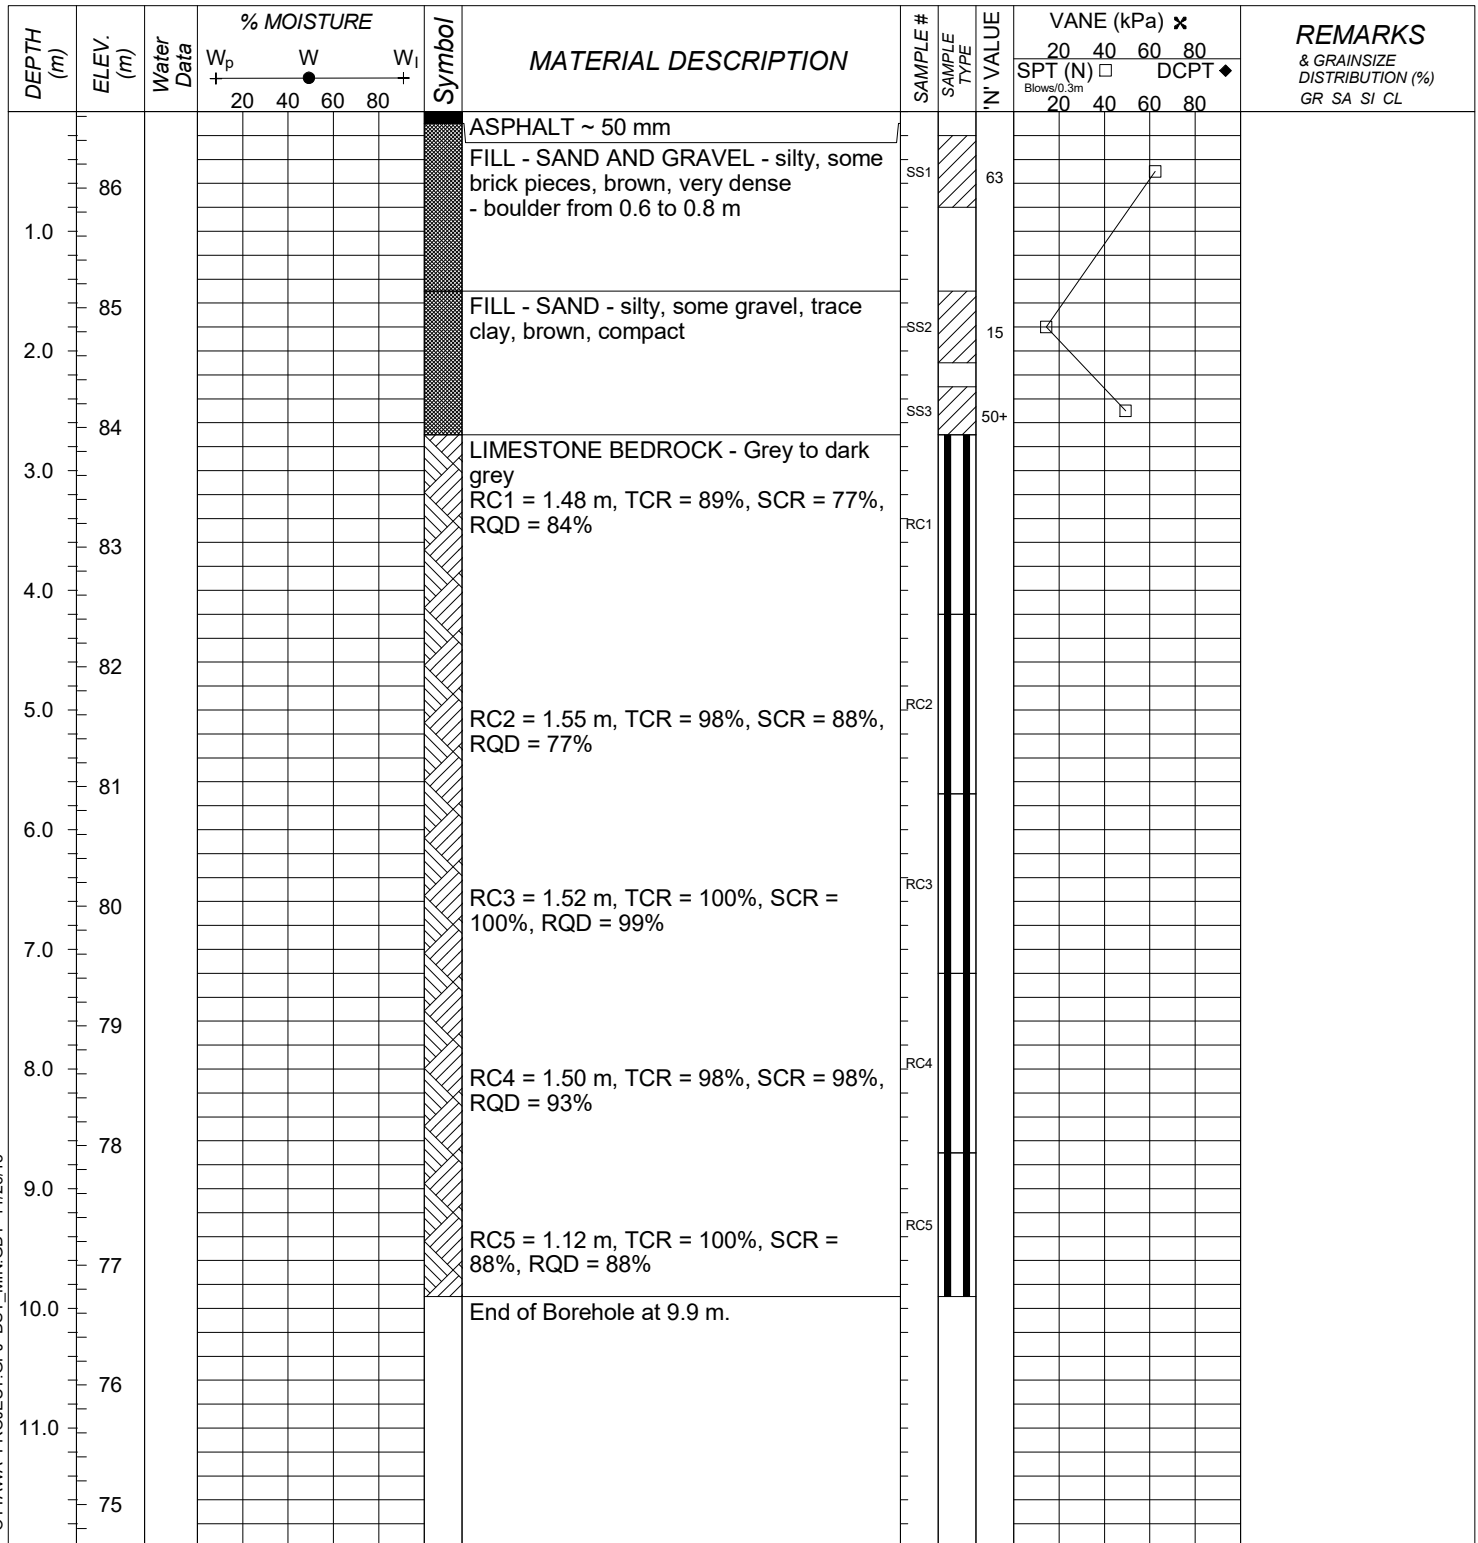 DEPTH (m)
ELEV. (m)
Water Data
% MOISTURE
Wp W Wl
20 40 60 80
Symbol
MATERIAL DESCRIPTION
SAMPLE #
SAMPLE TYPE
'N' VALUE
VANE (kPa)
20 40 60 80
SPT (N) DCPT
Blows/0.3m
20 40 60 80
REMARKS
& GRAINSIZE
DISTRIBUTION (%)
GR SA SI CL
ASPHALT ~ 50 mm
FILL - SAND AND GRAVEL - silty, some
brick pieces, brown, very dense
- boulder from 0.6 to 0.8 m
SS1
63
86
1.0
85
FILL - SAND - silty, some gravel, trace
clay, brown, compact
SS2
15
2.0
SS3
50+
84
LIMESTONE BEDROCK - Grey to dark
grey
3.0
RC1 = 1.48 m, TCR = 89%, SCR = 77%,
RQD = 84%
RC1
83
4.0
82
5.0
RC2
RC2 = 1.55 m, TCR = 98%, SCR = 88%,
RQD = 77%
81
6.0
RC3
RC3 = 1.52 m, TCR = 100%, SCR =
100%, RQD = 99%
80
7.0
79
8.0
RC4
RC4 = 1.50 m, TCR = 98%, SCR = 98%,
RQD = 93%
78
9.0
RC5
RC5 = 1.12 m, TCR = 100%, SCR =
88%, RQD = 88%
77
10.0
End of Borehole at 9.9 m.
76
11.0
75